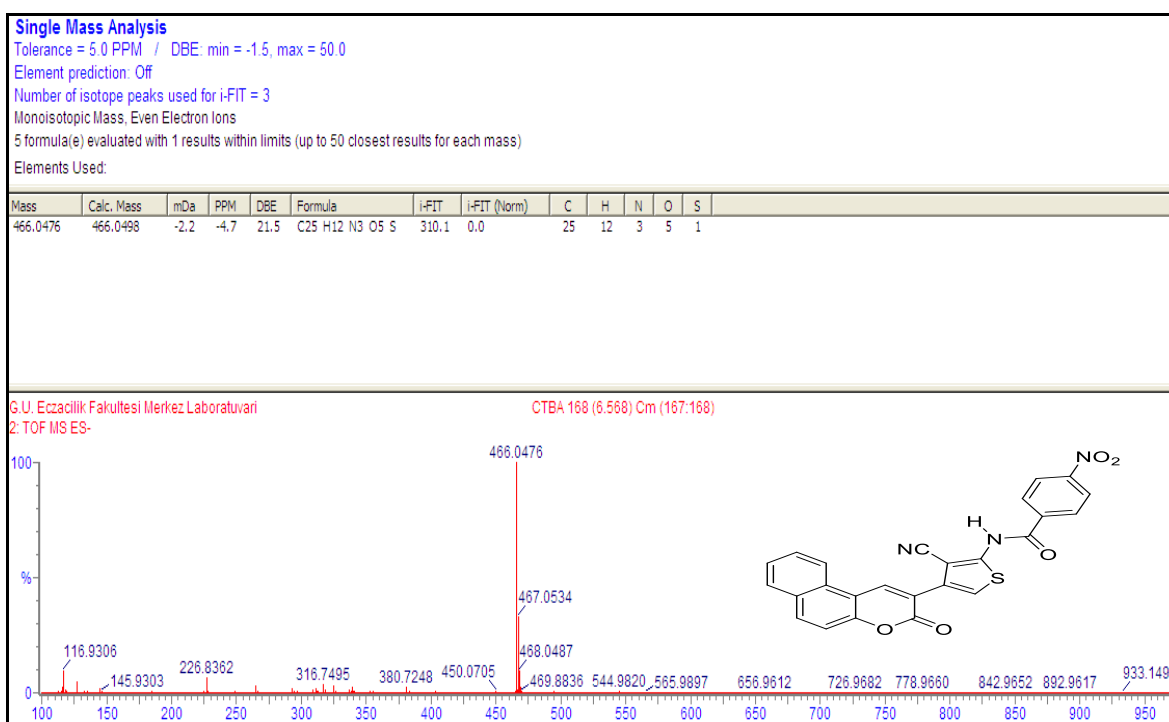 Single Mass Analysis
Tolerance = 5.0 PPM / DBE: min = -1.5, max = 50.0
Element prediction: Off
Number of isotope peaks used for i-FIT = 3
Monoisotopic Mass, Even Electron Ions
5 formula(e) evaluated with 1 results within limits (up to 50 closest results for each mass)
Elements Used:
Mass Calc. Mass mDa PPM DBE Formula i-FIT i-FIT (Norm) C H N O S
466.0476 466.0498 -2.2 -4.7 21.5 C25 H12 N3 O5 S 310.1 0.0 25 12 3 5 1
G.U. Eczacilik Fakultesi Merkez Laboratuvari CTBA 168 (6.568) Cm (167:168)
2: TOF MS ES-
100 466.0476
NO2
H
N
NC O
S
%
O O
467.0534
116.9306 145.9303 226.8362 316.7495 380.7248 450.0705 468.0487 469.8836 544.9820 565.9897 656.9612 726.9682 778.9660 842.9652 892.9617 933.149
0
100 150 200 250 300 350 400 450 500 550 600 650 700 750 800 850 900 950